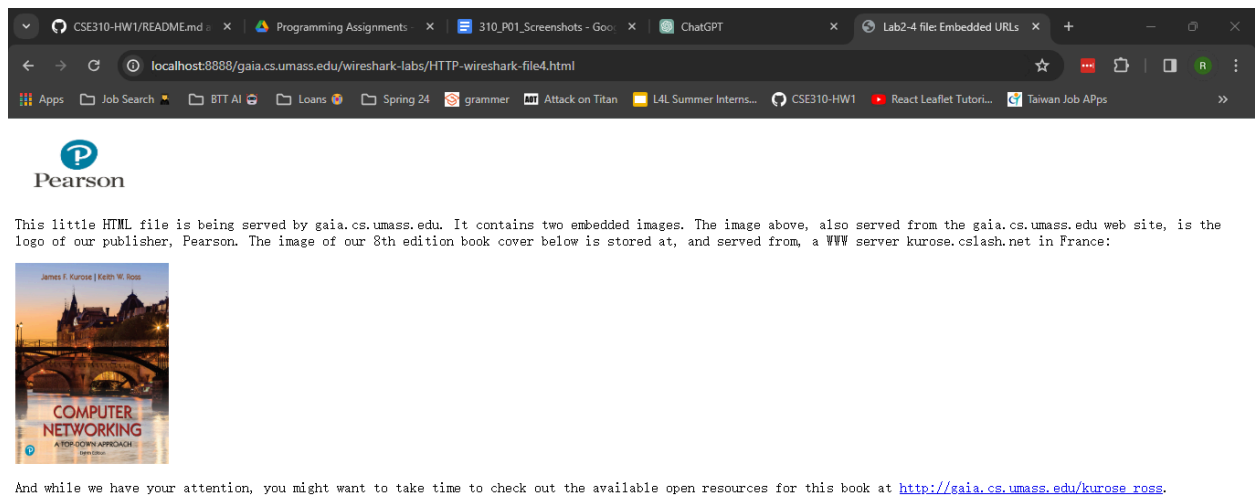 CSE310-HW1/README.md a
Programming Assignments -
310_P01_Screenshots - Goo
ChatGPT
Lab2-4 file: Embedded URLs
localhost:8888/gaia.cs.umass.edu/wireshark-labs/HTTP-wireshark-file4.html
R
Apps Job Search BTT AI Loans Spring 24 grammer Attack on Titan L4L Summer Interns... CSE310-HW1 React Leaflet Tutori... Taiwan Job APps »
Pearson
This little HTML file is being served by gaia.cs.umass.edu. It contains two embedded images. The image above, also served from the gaia.cs.umass.edu web site, is the
logo of our publisher, Pearson. The image of our 8th edition book cover below is stored at, and served from, a WWW server kurose.cslash.net in France:
James F. Kurose | Keith W. Ross
COMPUTER
NETWORKING
A TOP-DOWN APPROACH
Eighth Edition
And while we have your attention, you might want to take time to check out the available open resources for this book at http://gaia.cs.umass.edu/kurose_ross.